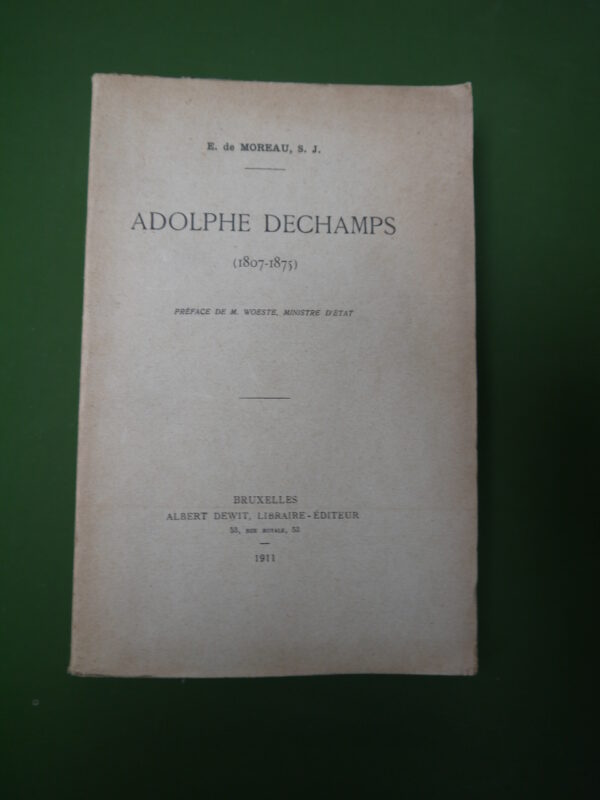 E. de MOREAU, S. J.
ADOLPHE DECHAMPS
(1807-1875)
PRÉFACE DE M. WOESTE, MINISTRE D'ÉTAT
BRUXELLES
ALBERT DEWIT, LIBRAIRE-ÉDITEUR
53, RUE ROYALE, 53
1911